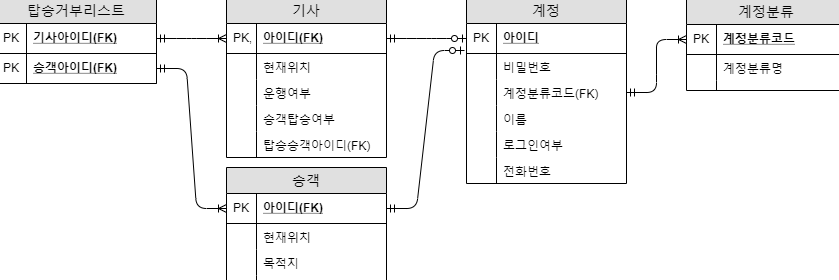 탑승거부리스트
PK 기사아이디(FK)
PK 승객아이디(FK)
기사
PK, 아이디(FK)
현재위치
운행여부
승객탑승여부
탑승승객아이디(FK)
승객
PK 아이디(FK)
현재위치
목적지
계정
PK 아이디
비밀번호
계정분류코드(FK)
이름
로그인여부
전화번호
계정분류
PK 계정분류코드
계정분류명